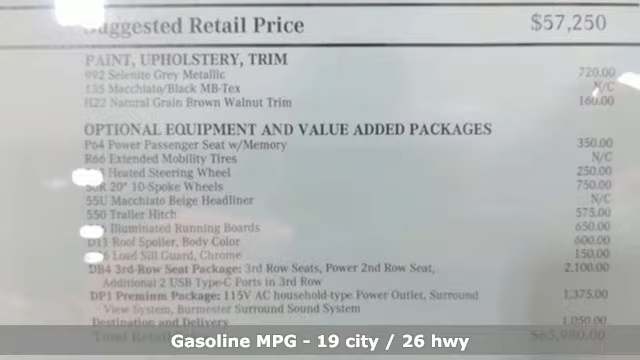 Suggested Retail Price $57,250
PAINT, UPHOLSTERY, TRIM
992 Selenite Grey Metallic 720.00
135 Macchiato/Black MB-Tex N/C
H22 Natural Grain Brown Walnut Trim 160.00
OPTIONAL EQUIPMENT AND VALUE ADDED PACKAGES
P64 Power Passenger Seat w/Memory 350.00
R66 Extended Mobility Tires N/C
Heated Steering Wheel 250.00
20" 10-Spoke Wheels 750.00
55U Macchiato Beige Headliner N/C
550 Trailer Hitch 575.00
Illuminated Running Boards 650.00
D11 Roof Spoiler, Body Color 600.00
Load Sill Guard, Chrome 150.00
DB4 3rd-Row Seat Package: 3rd Row Seats, Power 2nd Row Seat, 2,100.00
Additional 2 USB Type-C Ports in 3rd Row
DP1 Premium Package: 115V AC household-type Power Outlet, Surround 1,375.00
View System, Burmester Surround Sound System
Destination and Delivery 1,050.00
Total Retail $65,980.00
Gasoline MPG - 19 city / 26 hwy